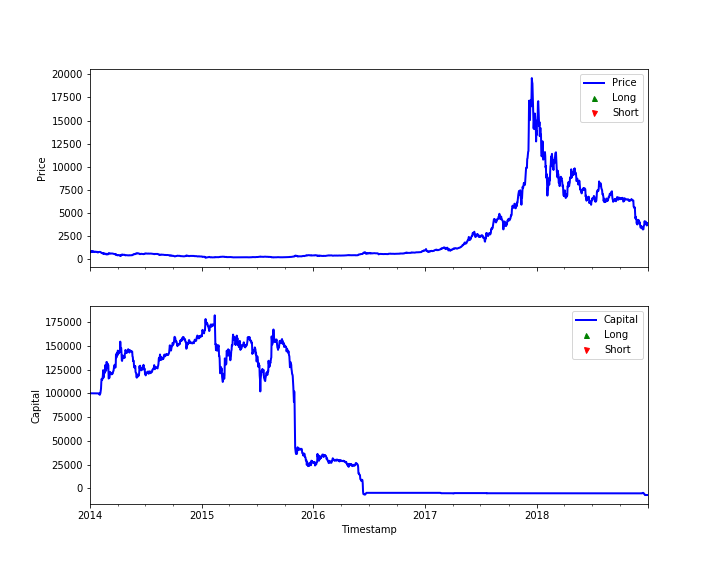 20000
17500
15000
12500
10000
7500
5000
2500
0
Price
Price
Long
Short
175000
150000
125000
100000
75000
50000
25000
0
Capital
Capital
Long
Short
2014 2015 2016 2017 2018
Timestamp